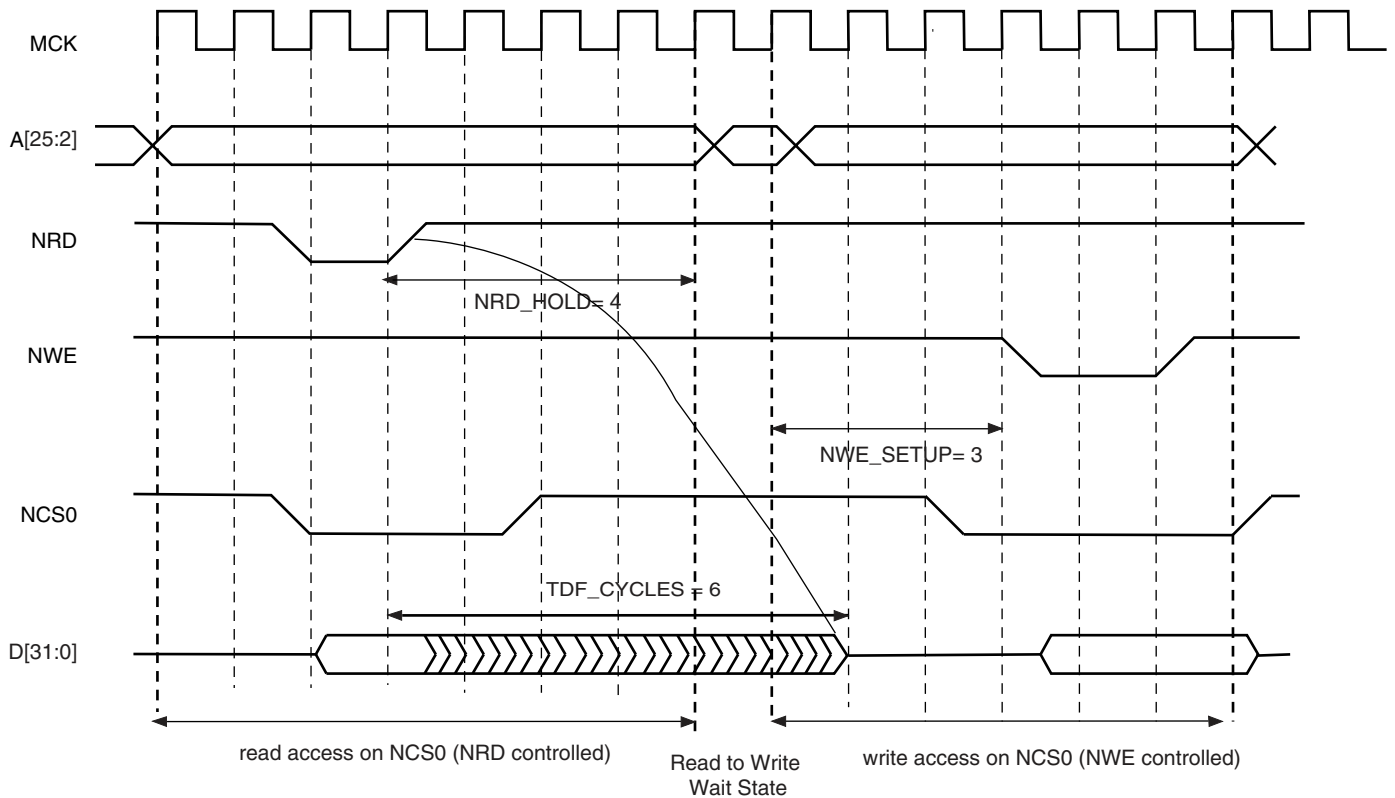 MCK
A[25:2]
NRD
NRD_HOLD= 4
NWE
NWE_SETUP= 3
NCS0
TDF_CYCLES = 6
D[31:0]
read access on NCS0 (NRD controlled)
Read to Write
Wait State
write access on NCS0 (NWE controlled)